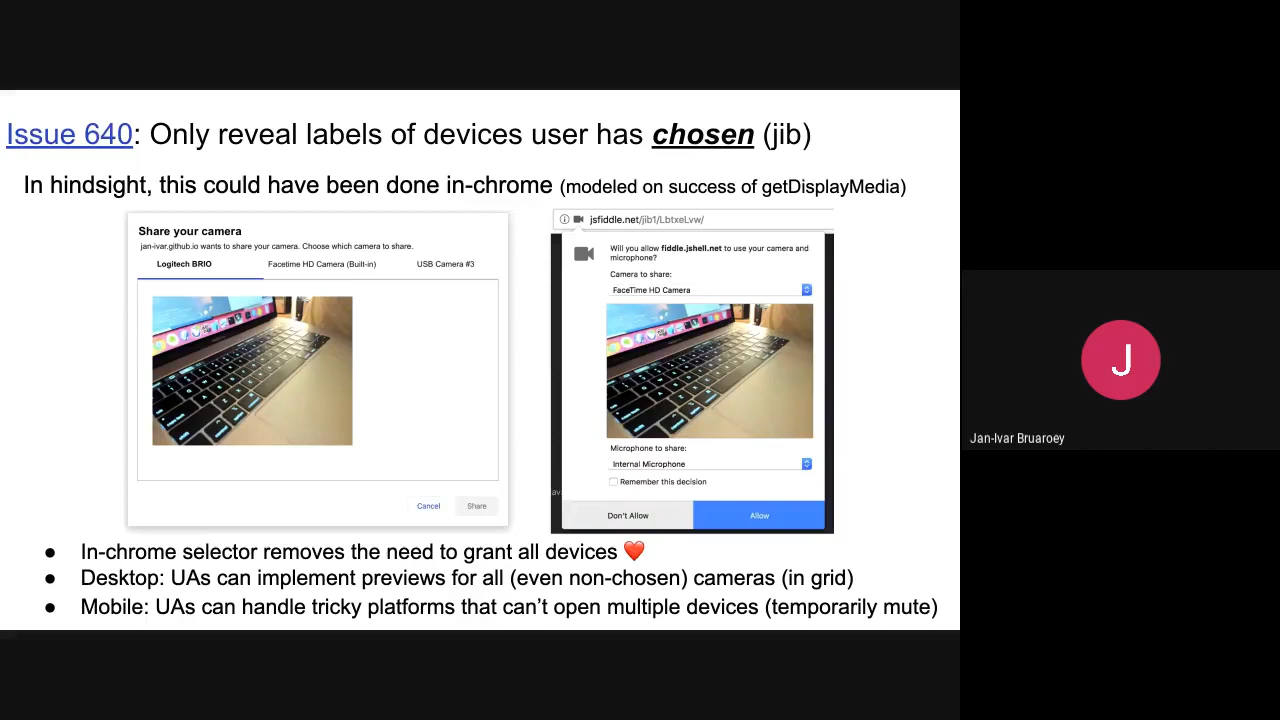 Issue 640: Only reveal labels of devices user has chosen (jib)
In hindsight, this could have been done in-chrome (modeled on success of getDisplayMedia)
Share your camera
jan-ivar.github.io wants to share your camera. Choose which camera to share.
Logitech BRIO Facetime HD Camera (Built-in) USB Camera #3
Cancel Share
jsfiddle.net/jib1/LbtxeLvw/
Will you allow fiddle.jshell.net to use your camera and
microphone?
Camera to share:
FaceTime HD Camera
Microphone to share:
Internal Microphone
Remember this decision
Don't Allow Allow
● In-chrome selector removes the need to grant all devices ❤️
● Desktop: UAs can implement previews for all (even non-chosen) cameras (in grid)
● Mobile: UAs can handle tricky platforms that can’t open multiple devices (temporarily mute)
J
Jan-Ivar Bruaroey